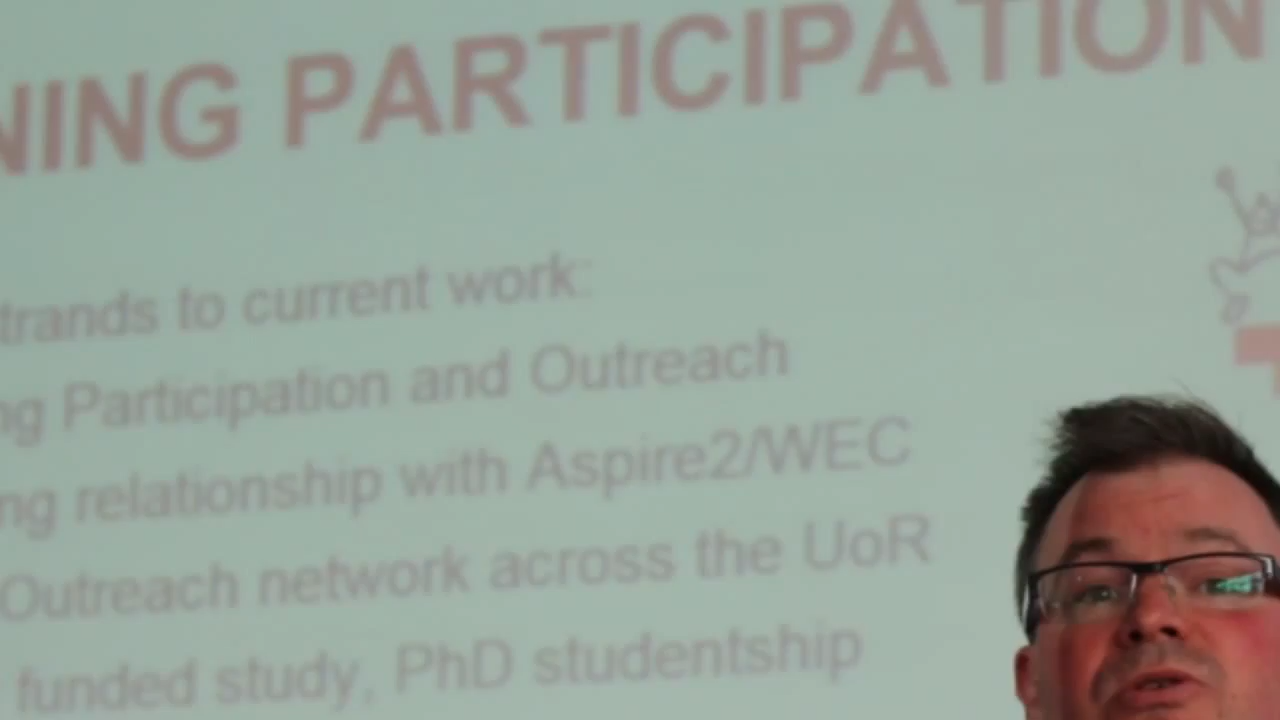 NING PARTICIPATION
trands to current work:
ng Participation and Outreach
ng relationship with Aspire2/WEC
Outreach network across the UoR
funded study, PhD studentship